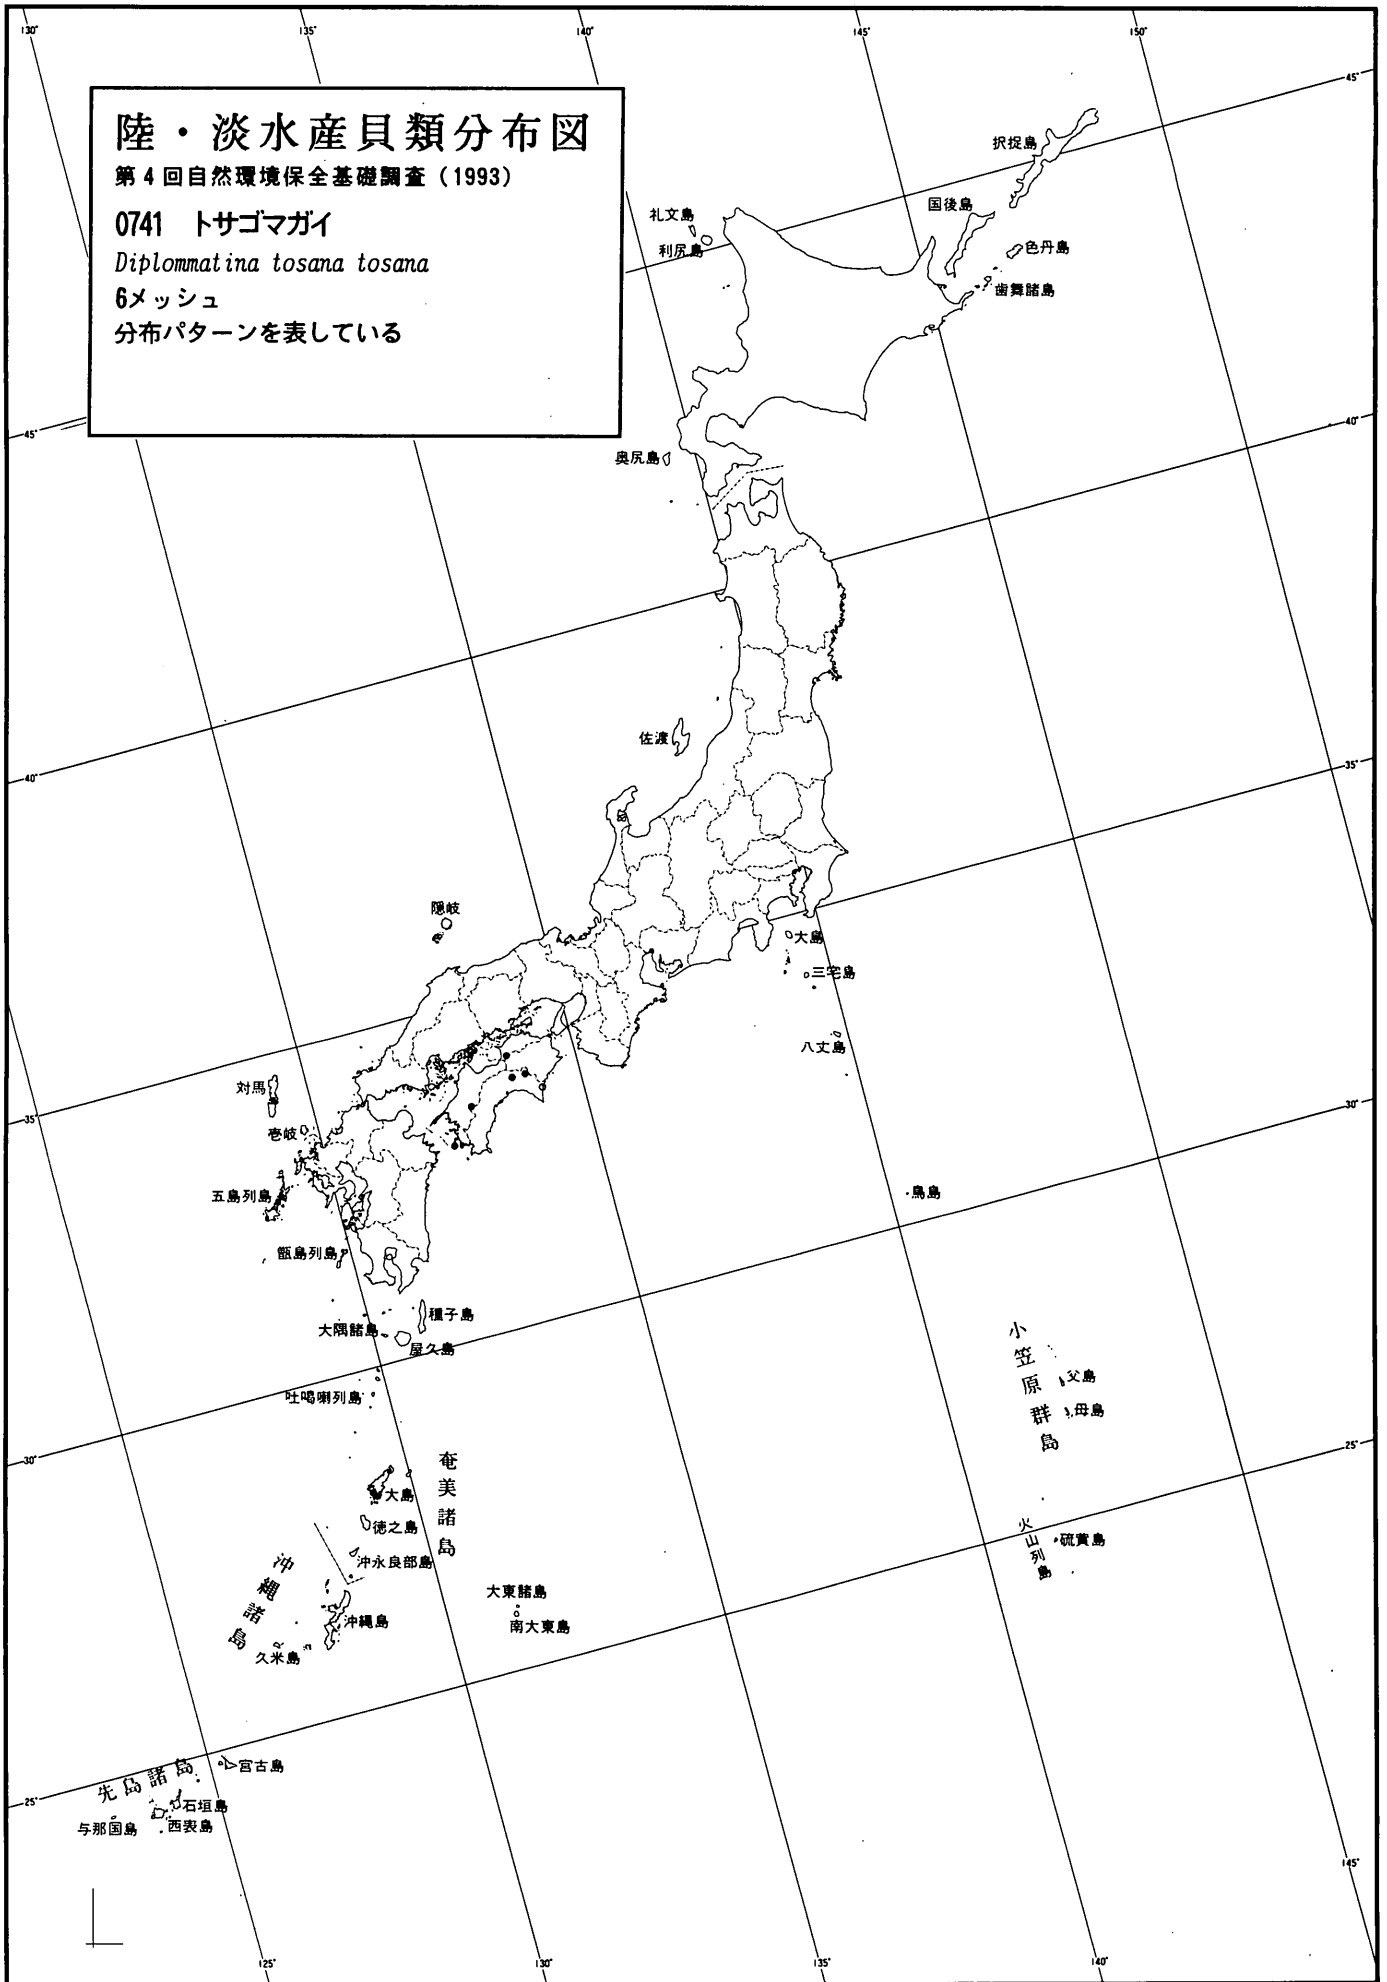 130°
135°
140°
145°
150°
陸・淡水産貝類分布図
第4回自然環境保全基礎調査(1993)
0741 トサゴマガイ
Diplommatina tosana tosana
6メッシュ
分布パターンを表している
45°
択捉島
国後島
礼文島
利尻島
色丹島
歯舞諸島
45°
40°
奥尻島
佐渡
40°
35°
隠岐
大島
三宅島
八丈島
対馬
35°
壱岐
30°
五島列島
鳥島
甑島列島
種子島
大隅諸島
屋久島
小笠原群島
父島
吐噶喇列島
母島
30°
奄美諸島
25°
大島
徳之島
火山列島
硫黄島
沖永良部島
沖縄諸島
大東諸島
沖縄島
南大東島
久米島
先島諸島
宮古島
25°
石垣島
与那国島
西表島
145°
125°
130°
135°
140°